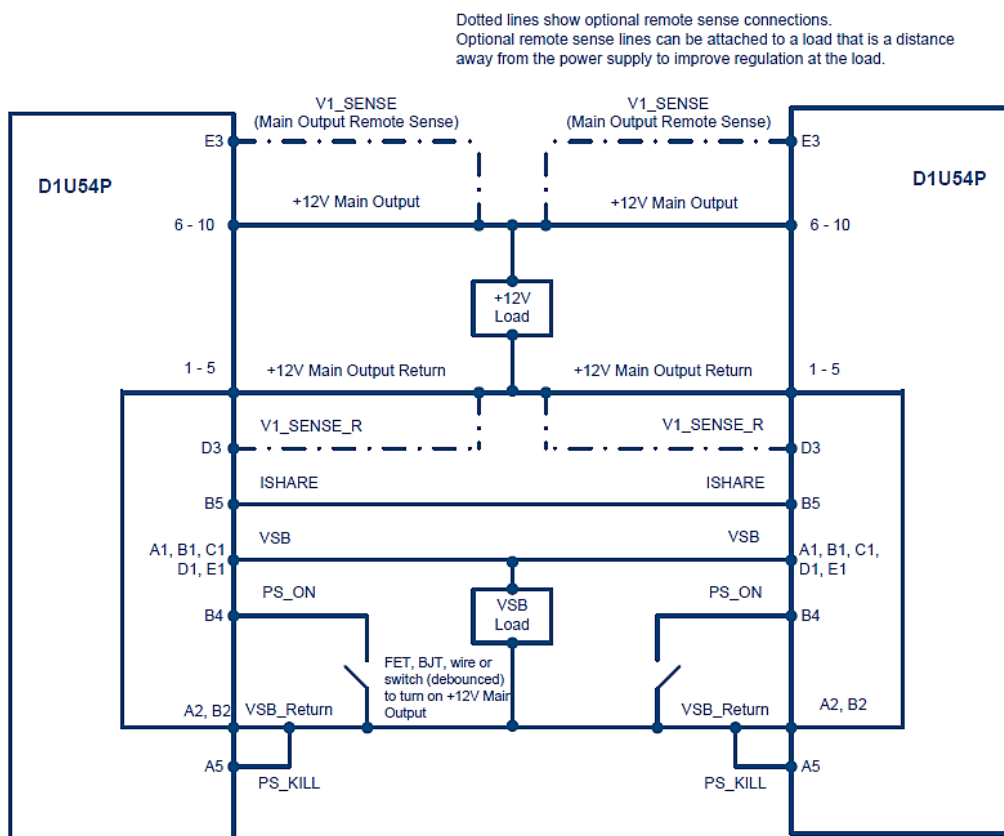 Dotted lines show optional remote sense connections.
Optional remote sense lines can be attached to a load that is a distance
away from the power supply to improve regulation at the load.
V1_SENSE
(Main Output Remote Sense)
V1_SENSE
(Main Output Remote Sense)
E3
E3
D1U54P
D1U54P
+12V Main Output
+12V Main Output
6 - 10
6 - 10
+12V
Load
1 - 5
+12V Main Output Return
+12V Main Output Return
1 - 5
V1_SENSE_R
V1_SENSE_R
D3
D3
ISHARE
ISHARE
B5
B5
VSB
VSB
A1, B1, C1
D1, E1
A1, B1, C1,
D1, E1
PS_ON
PS_ON
B4
B4
VSB
Load
FET, BJT, wire or
switch (debounced)
to turn on +12V Main
Output
A2, B2
VSB_Return
VSB_Return
A2, B2
A5
A5
PS_KILL
PS_KILL